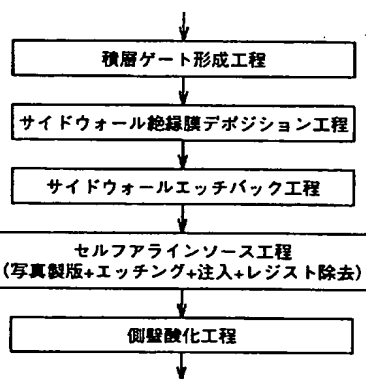 積層ゲート形成工程
サイドウォール絶縁膜デポジション工程
サイドウォールエッチバック工程
セルフアラインソース工程
(写真製版+エッチング+注入+レジスト除去)
側壁酸化工程